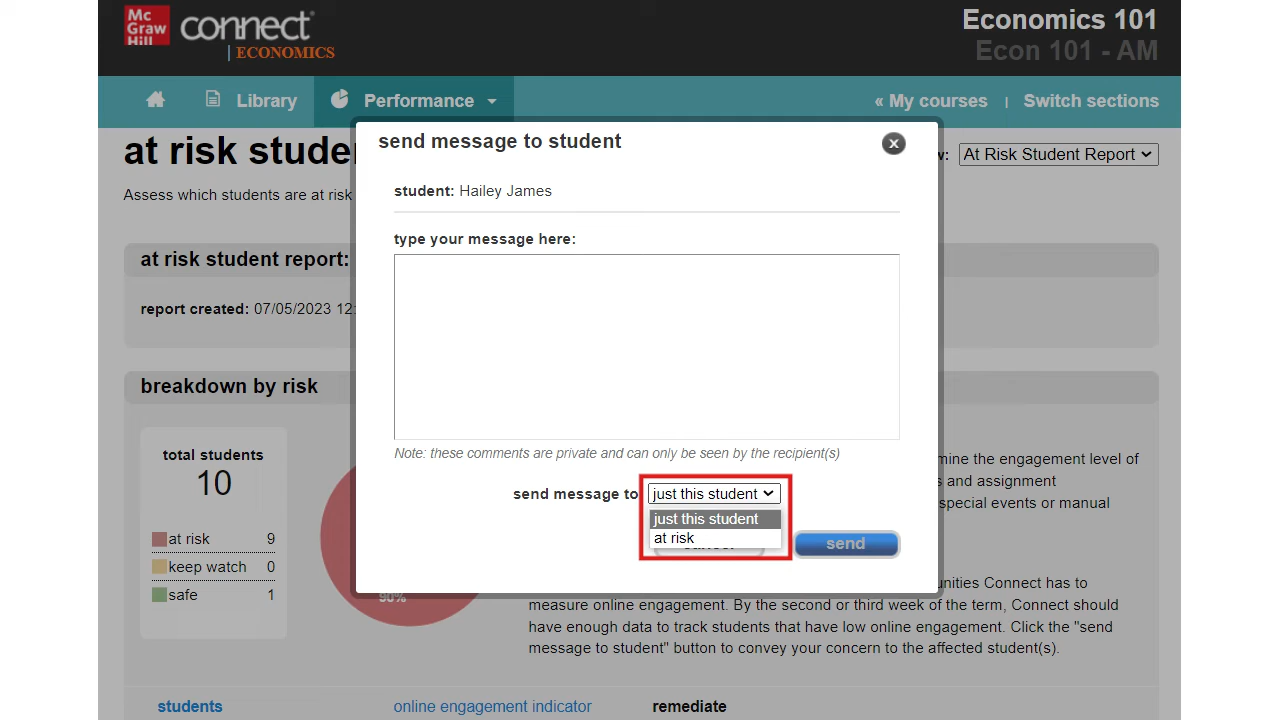 Mc
Graw
Hill
connect
| ECONOMICS
Economics 101
Econ 101 - AM
Library
Performance
« My courses | Switch sections
at risk stude
w:
At Risk Student Report
Assess which students are at risk
send message to student
x
student: Hailey James
type your message here:
Note: these comments are private and can only be seen by the recipient(s)
send message to
just this student
just this student
at risk
send
at risk student report:
report created: 07/05/2023 12:
breakdown by risk
total students
10
at risk 9
keep watch 0
safe 1
90%
mine the engagement level of
s and assignment
special events or manual
unities Connect has to
measure online engagement. By the second or third week of the term, Connect should
have enough data to track students that have low online engagement. Click the "send
message to student" button to convey your concern to the affected student(s).
students
online engagement indicator
remediate